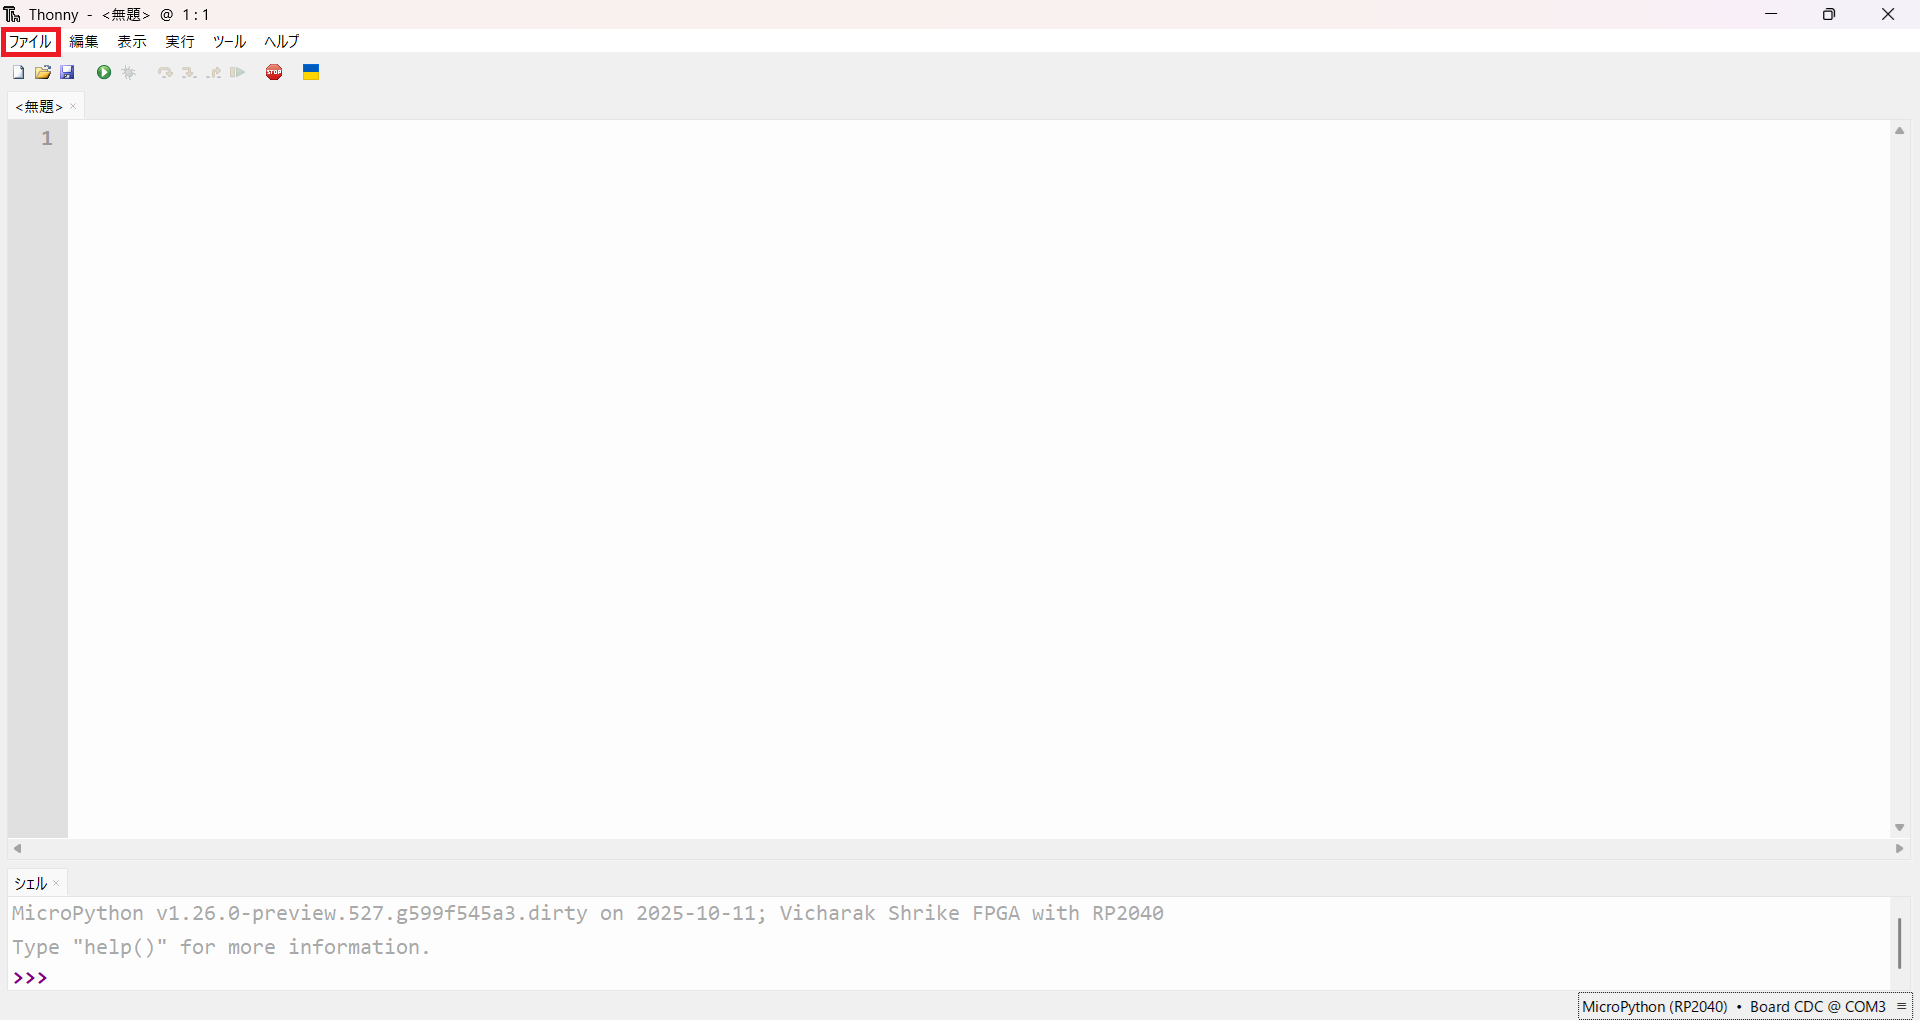 Thonny - <無題> @ 1:1
ファイル 編集 表示 実行 ツール ヘルプ
STOP
<無題>
1
シェル
MicroPython v1.26.0-preview.527.g599f545a3.dirty on 2025-10-11; Vicharak Shrike FPGA with RP2040
Type "help()" for more information.
>>>
MicroPython (RP2040) • Board CDC @ COM3 ≡